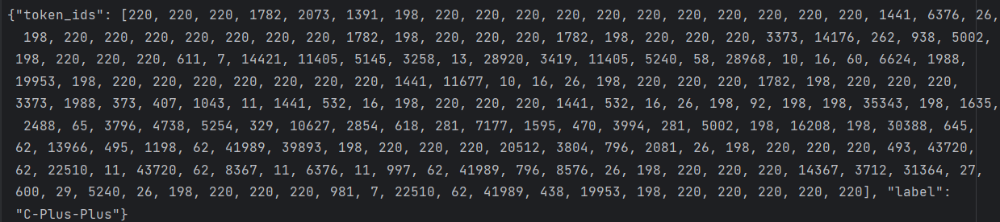 {"token_ids": [220, 220, 220, 1782, 2073, 1391, 198, 220, 220, 220, 220, 220, 220, 220, 220, 220, 220, 220, 1441, 6376, 26,
198, 220, 220, 220, 220, 220, 220, 220, 1782, 198, 220, 220, 220, 1782, 198, 220, 220, 220, 3373, 14176, 262, 938, 5002,
198, 220, 220, 220, 611, 7, 14421, 11405, 5145, 3258, 13, 28920, 3419, 11405, 5240, 58, 28968, 10, 16, 60, 6624, 1988,
19953, 198, 220, 220, 220, 220, 220, 220, 220, 1441, 11677, 10, 16, 26, 198, 220, 220, 220, 1782, 198, 220, 220, 220,
3373, 1988, 373, 407, 1043, 11, 1441, 532, 16, 198, 220, 220, 220, 1441, 532, 16, 26, 198, 92, 198, 198, 35343, 198, 1635,
2488, 65, 3796, 4738, 5254, 329, 10627, 2854, 618, 281, 7177, 1595, 470, 3994, 281, 5002, 198, 16208, 198, 30388, 645,
62, 13966, 495, 1198, 62, 41989, 39893, 198, 220, 220, 220, 20512, 3804, 796, 2081, 26, 198, 220, 220, 220, 493, 43720,
62, 22510, 11, 43720, 62, 8367, 11, 6376, 11, 997, 62, 41989, 796, 8576, 26, 198, 220, 220, 220, 14367, 3712, 31364, 27,
600, 29, 5240, 26, 198, 220, 220, 220, 981, 7, 22510, 62, 41989, 438, 19953, 198, 220, 220, 220, 220, 220], "label":
"C-Plus-Plus"}